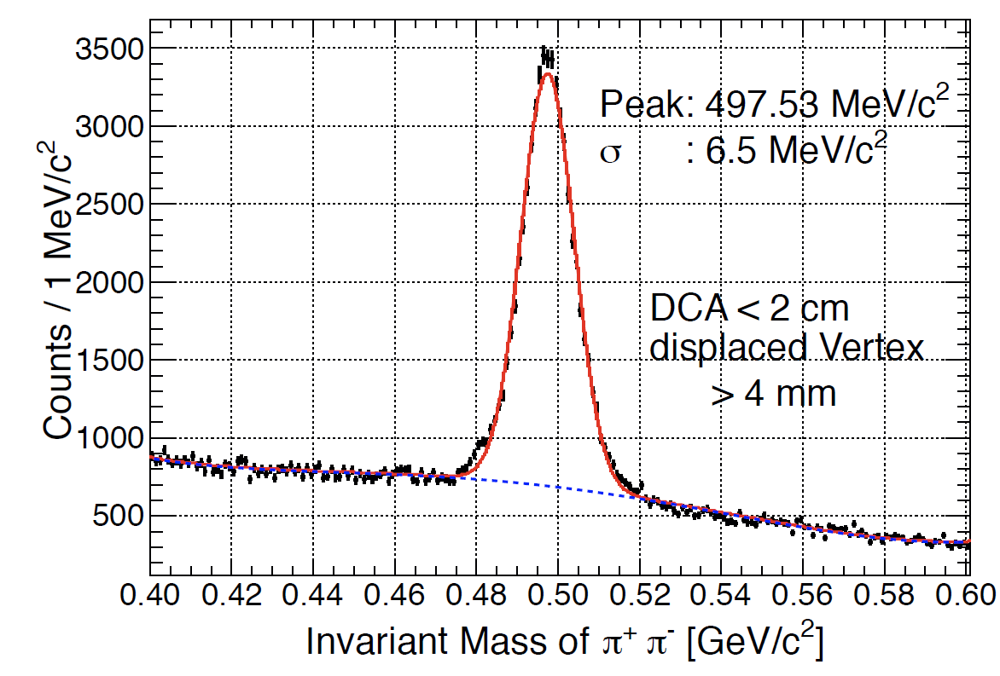 3500
3000
2500
2000
1500
1000
500
Counts / 1 MeV/c²
Peak: 497.53 MeV/c²
σ : 6.5 MeV/c²
DCA < 2 cm
displaced Vertex
> 4 mm
0.40 0.42 0.44 0.46 0.48 0.50 0.52 0.54 0.56 0.58 0.60
Invariant Mass of π⁺ π⁻ [GeV/c²]